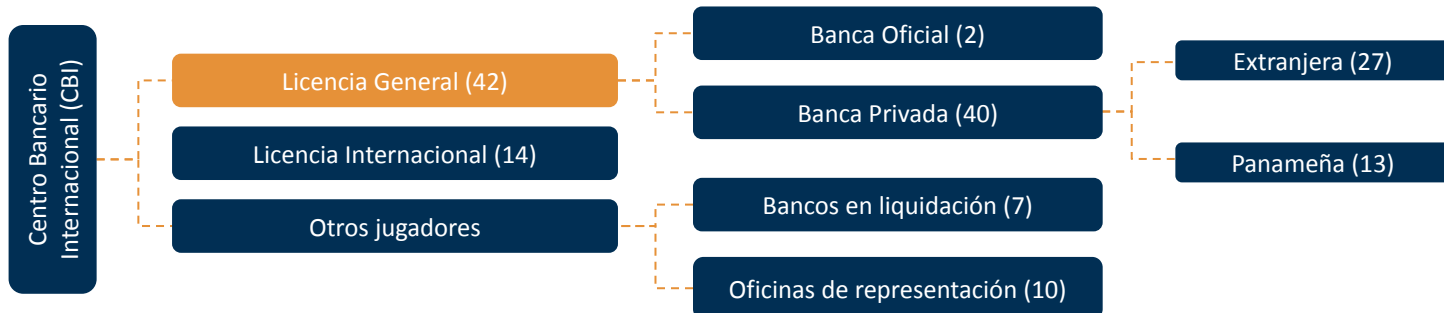 Centro Bancario
Internacional (CBI)
Licencia General (42)
Licencia Internacional (14)
Otros jugadores
Banca Oficial (2)
Banca Privada (40)
Bancos en liquidación (7)
Oficinas de representación (10)
Extranjera (27)
Panameña (13)